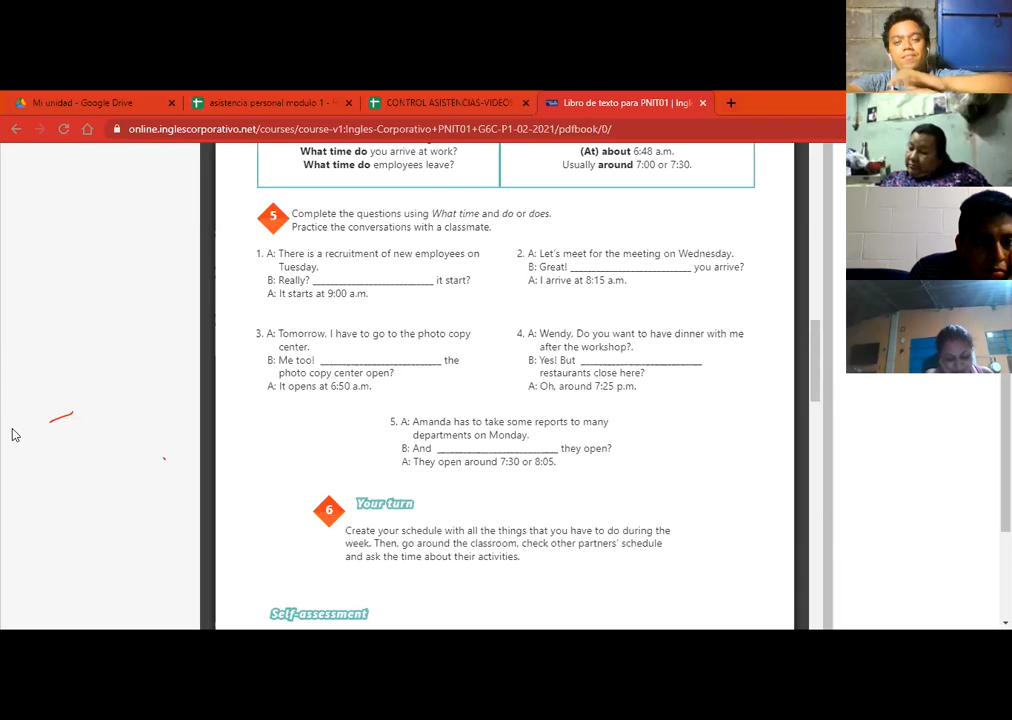 Mi unidad - Google Drive
asistencia personal modulo 1 -
CONTROL ASISTENCIAS-VIDEOS
Libro de texto para PNIT01 | Ingl
online.inglescorporativo.net/courses/course-v1:Ingles-Corporativo+PNIT01+G6C-P1-02-2021/pdfbook/0/
What time do you arrive at work?
What time do employees leave?
(At) about 6:48 a.m.
Usually around 7:00 or 7:30.
5
Complete the questions using What time and do or does.
Practice the conversations with a classmate.
1. A: There is a recruitment of new employees on
Tuesday.
B: Really? __________________________ it start?
A: It starts at 9:00 a.m.
2. A: Let's meet for the meeting on Wednesday.
B: Great! __________________________ you arrive?
A: I arrive at 8:15 a.m.
3. A: Tomorrow, I have to go to the photo copy
center.
B: Me too! __________________________ the
photo copy center open?
A: It opens at 6:50 a.m.
4. A: Wendy, Do you want to have dinner with me
after the workshop?.
B: Yes! But __________________________
restaurants close here?
A: Oh, around 7:25 p.m.
5. A: Amanda has to take some reports to many
departments on Monday.
B: And __________________________ they open?
A: They open around 7:30 or 8:05.
6
Your turn
Create your schedule with all the things that you have to do during the
week. Then, go around the classroom, check other partners' schedule
and ask the time about their activities.
Self-assessment